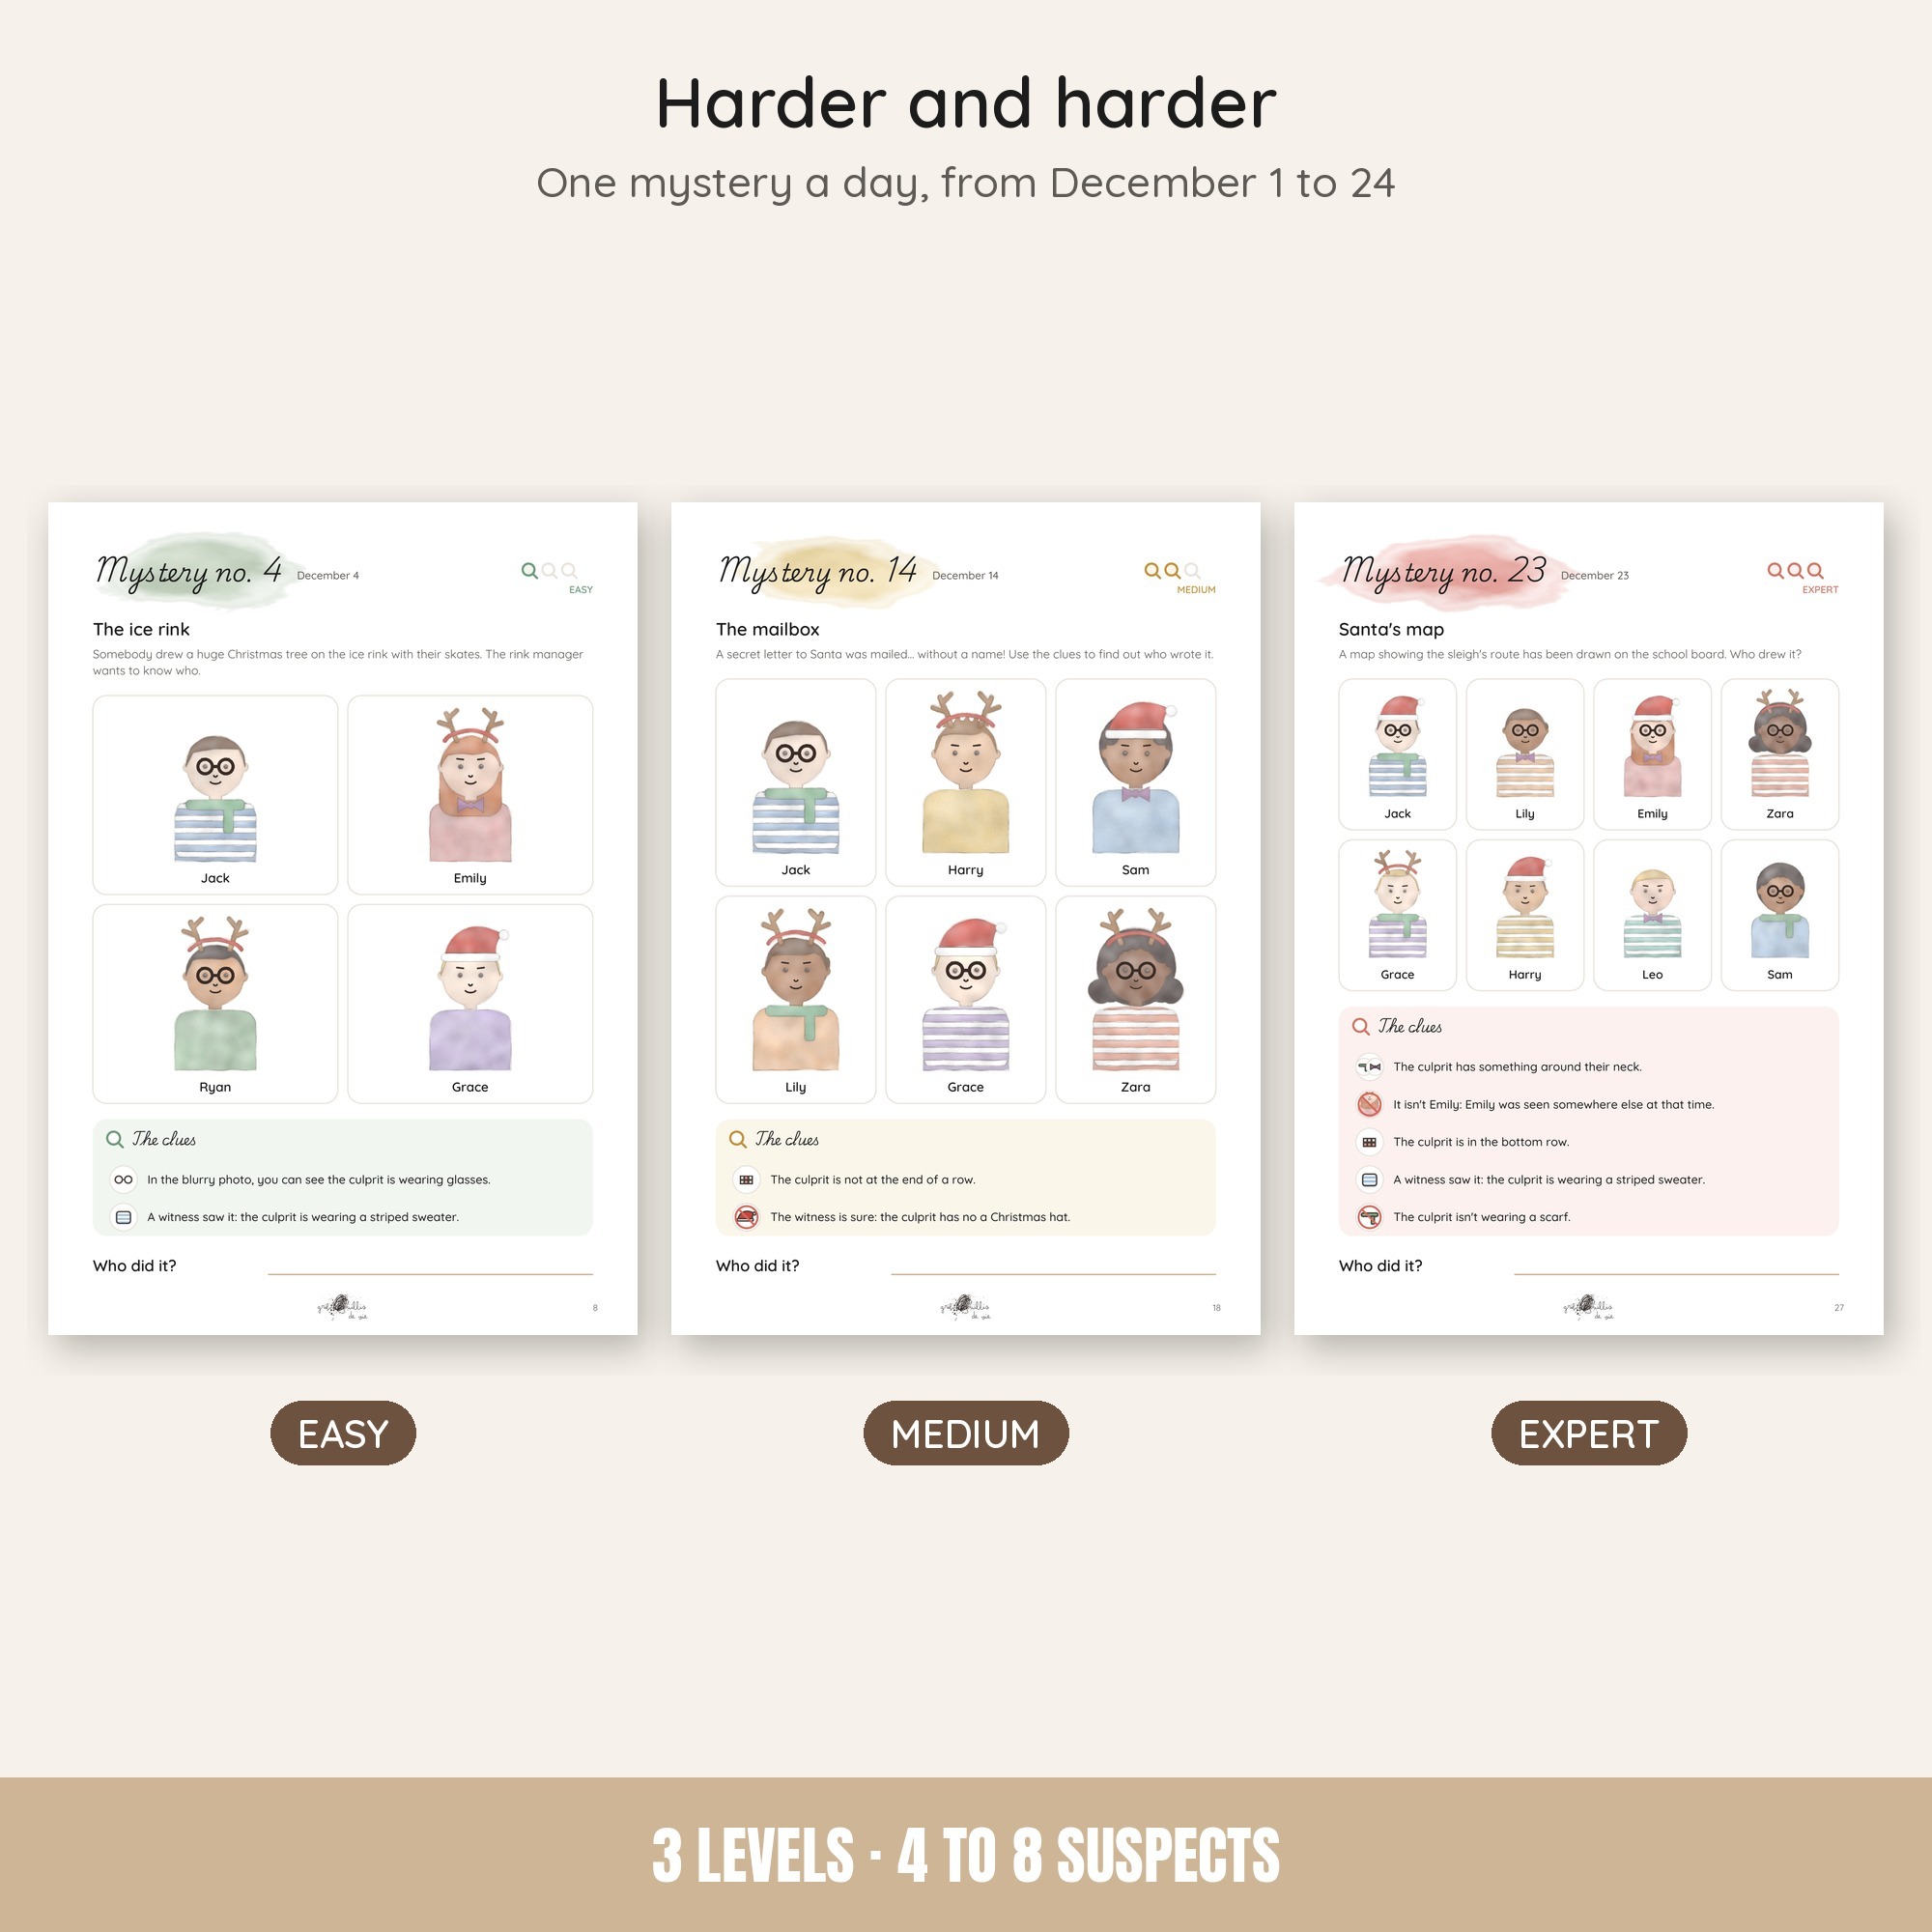 Harder and harder
One mystery a day, from December 1 to 24
Mystery no. 4 December 4
EASY
The ice rink
Somebody drew a huge Christmas tree on the ice rink with their skates. The rink manager
wants to know who.
Jack
Emily
Ryan
Grace
The clues
In the blurry photo, you can see the culprit is wearing glasses.
A witness saw it: the culprit is wearing a striped sweater.
Who did it?
8
Mystery no. 14 December 14
MEDIUM
The mailbox
A secret letter to Santa was mailed... without a name! Use the clues to find out who wrote it.
Jack
Harry
Sam
Lily
Grace
Zara
The clues
The culprit is not at the end of a row.
The witness is sure: the culprit has no a Christmas hat.
Who did it?
18
Mystery no. 23 December 23
EXPERT
Santa's map
A map showing the sleigh's route has been drawn on the school board. Who drew it?
Jack
Lily
Emily
Zara
Grace
Harry
Leo
Sam
The clues
The culprit has something around their neck.
It isn't Emily: Emily was seen somewhere else at that time.
The culprit is in the bottom row.
A witness saw it: the culprit is wearing a striped sweater.
The culprit isn't wearing a scarf.
Who did it?
27
EASY
MEDIUM
EXPERT
3 LEVELS · 4 TO 8 SUSPECTS